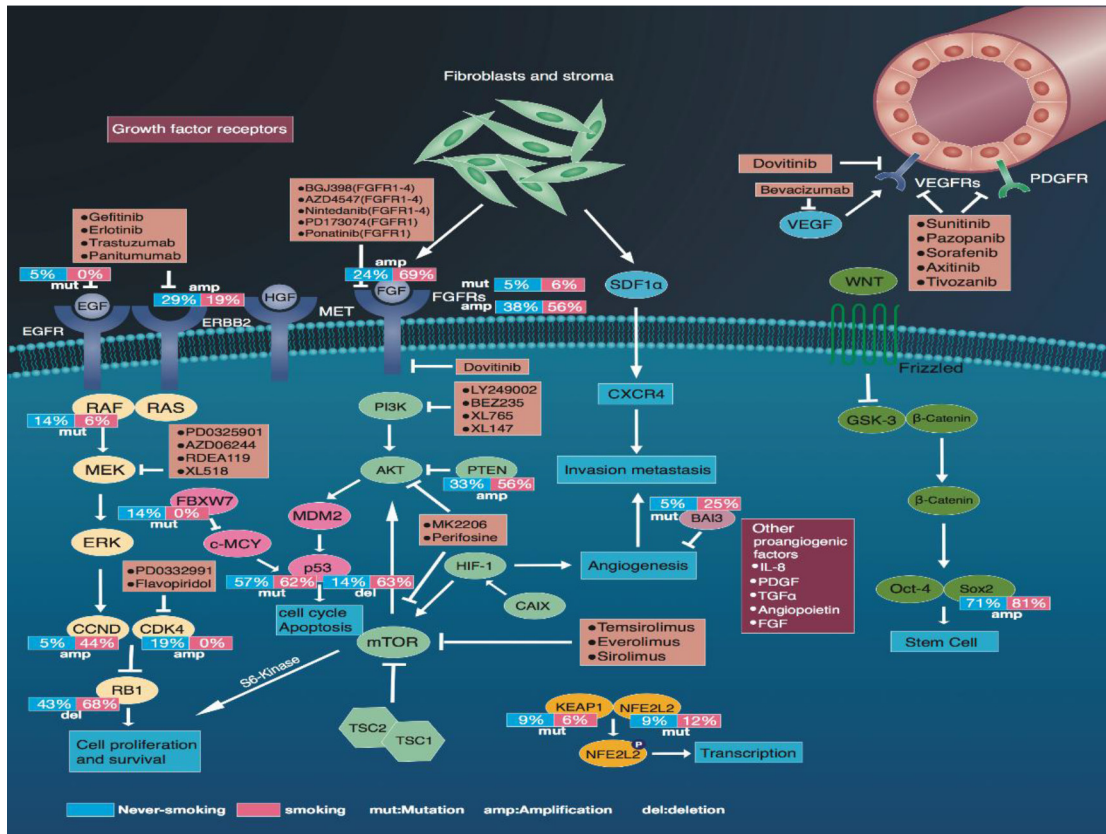 Fibroblasts and stroma
Growth factor receptors
●BGJ398(FGFR1-4)
●AZD4547(FGFR1-4)
●Nintedanib(FGFR1-4)
●PD173074(FGFR1)
●Ponatinib(FGFR1)
●Gefitinib
●Erlotinib
●Trastuzumab
●Panitumumab
Dovitinib
Bevacizumab
VEGF
VEGFRs
PDGFR
●Sunitinib
●Pazopanib
●Sorafenib
●Axitinib
●Tivozanib
5% 0%
mut
EGF
EGFR
amp
29% 19%
ERBB2
HGF
MET
amp
24% 69%
FGF
FGFRs
mut 5% 6%
amp 38% 56%
SDF1α
WNT
Frizzled
Dovitinib
RAF
RAS
14% 6%
mut
PI3K
●LY249002
●BEZ235
●XL765
●XL147
CXCR4
GSK-3
β-Catenin
MEK
●PD0325901
●AZD06244
●RDEA119
●XL518
AKT
PTEN
33% 56%
amp
Invasion metastasis
β-Catenin
FBXW7
14% 0%
mut
MDM2
●MK2206
●Perifosine
5% 25%
mut
BAI3
Other
proangiogenic
factors
●IL-8
●PDGF
●TGFα
●Angiopoietin
●FGF
ERK
c-MCY
p53
57% 62%
mut
14% 63%
del
HIF-1
Angiogenesis
CAIX
●PD0332991
●Flavopiridol
cell cycle
Apoptosis
Oct-4
Sox2
71% 81%
amp
Stem Cell
CCND
5% 44%
amp
CDK4
19% 0%
amp
mTOR
●Temsirolimus
●Everolimus
●Sirolimus
S6-Kinase
RB1
43% 68%
del
Cell proliferation
and survival
TSC2
TSC1
KEAP1
NFE2L2
9% 6%
mut
9% 12%
mut
NFE2L2
P
Transcription
Never-smoking smoking mut:Mutation amp:Amplification del:deletion